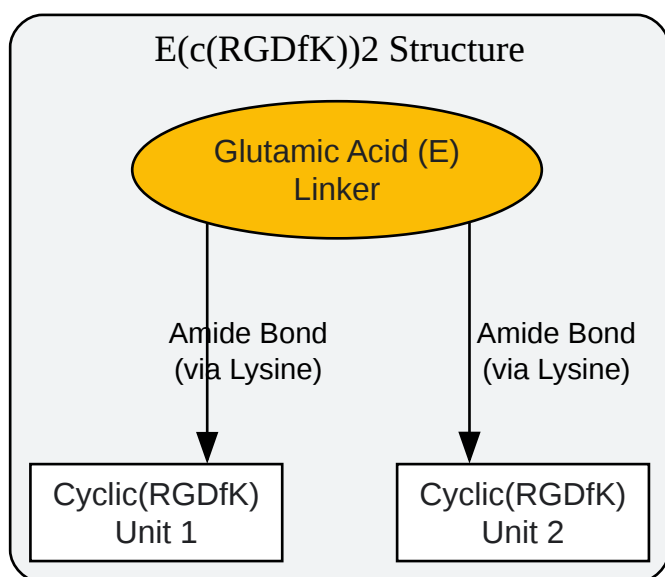 E(c(RGDfK))2 Structure
Glutamic Acid (E)
Linker
Amide Bond
(via Lysine)
Amide Bond
(via Lysine)
Cyclic(RGDfK)
Unit 1
Cyclic(RGDfK)
Unit 2